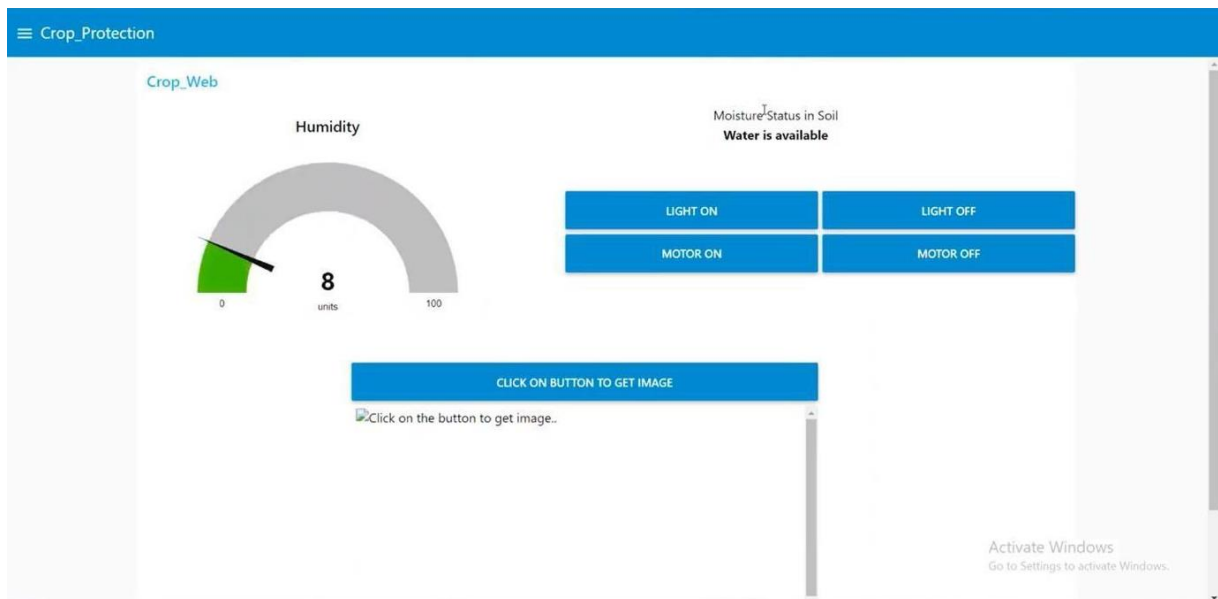 ≡ Crop_Protection
Crop_Web
Humidity
8
units
0
100
Moisture Status in Soil
Water is available
LIGHT ON
LIGHT OFF
MOTOR ON
MOTOR OFF
CLICK ON BUTTON TO GET IMAGE
Click on the button to get image..
Activate Windows
Go to Settings to activate Windows.